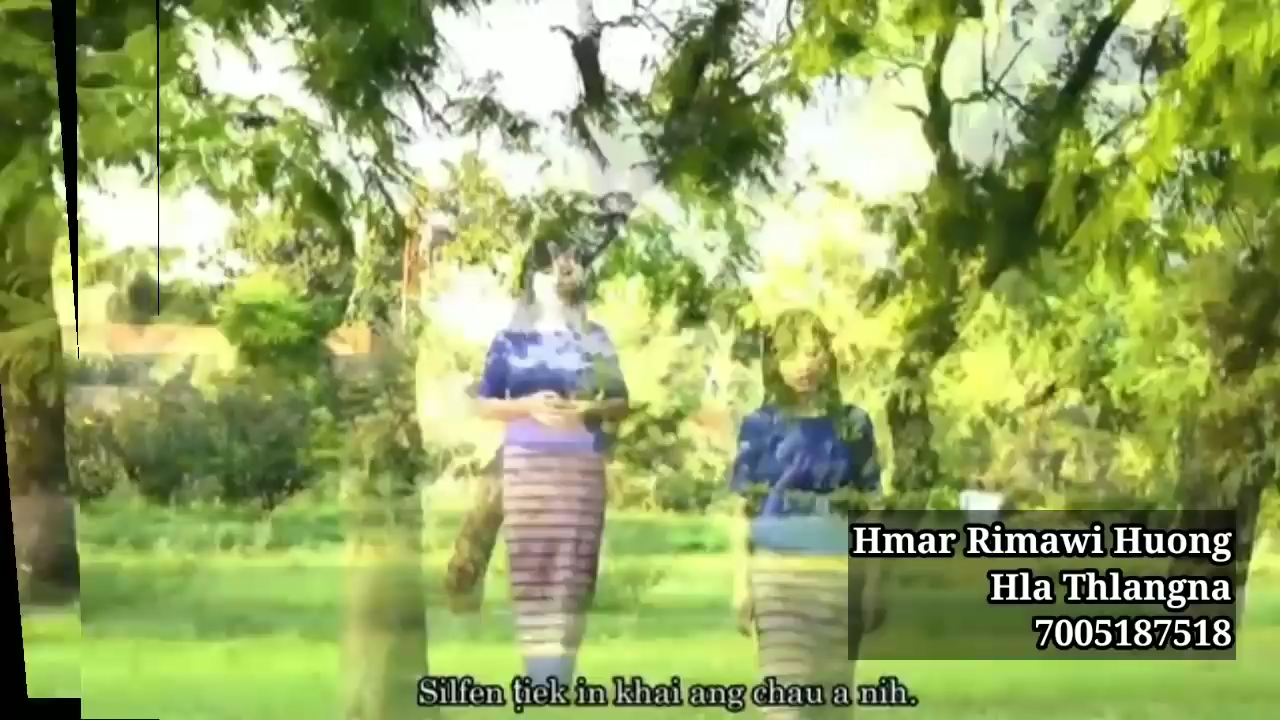 Hmar Rimawi Huong
Hla Thlangna
7005187518
Silfen ṭiek in khai ang chau a nih.